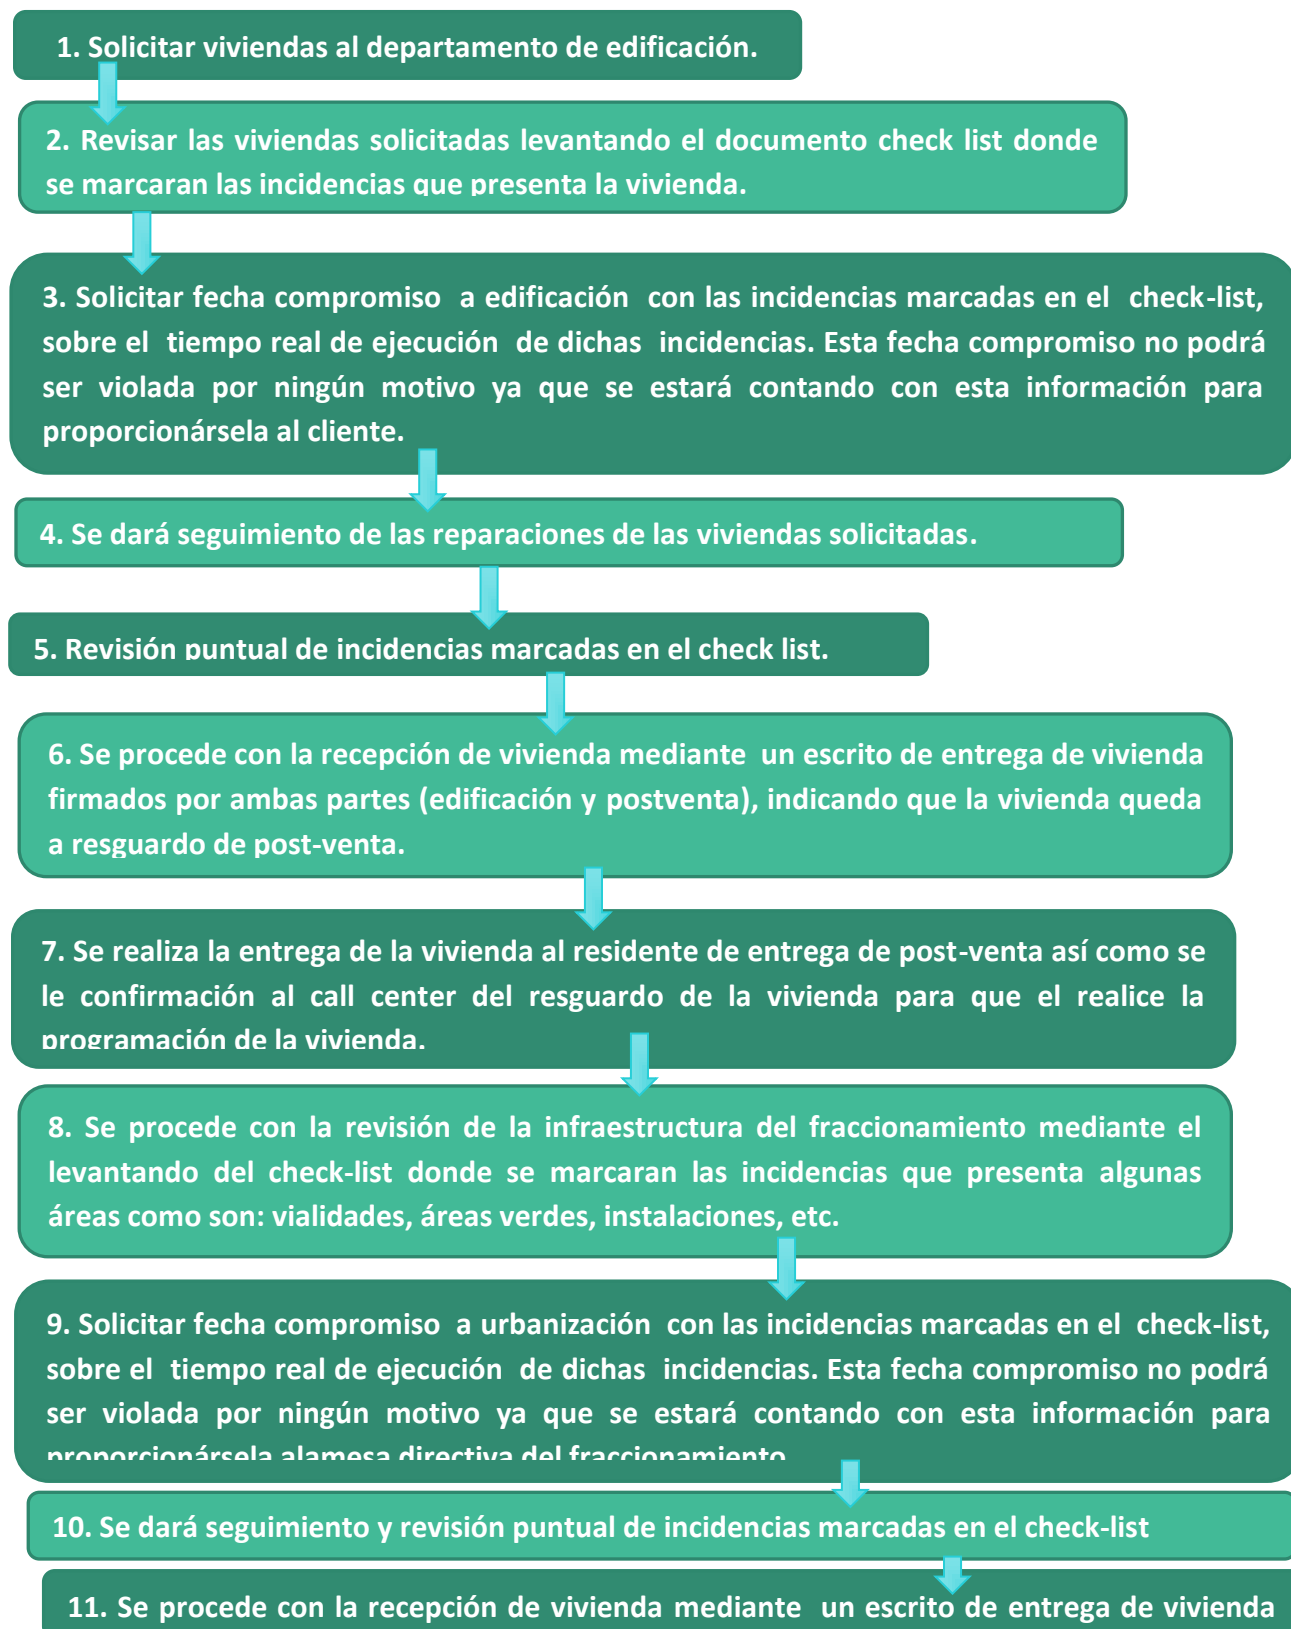 1. Solicitar viviendas al departamento de edificación.
2. Revisar las viviendas solicitadas levantando el documento check list donde
se marcaran las incidencias que presenta la vivienda.
3. Solicitar fecha compromiso a edificación con las incidencias marcadas en el check-list,
sobre el tiempo real de ejecución de dichas incidencias. Esta fecha compromiso no podrá
ser violada por ningún motivo ya que se estará contando con esta información para
proporcionársela al cliente.
4. Se dará seguimiento de las reparaciones de las viviendas solicitadas.
5. Revisión puntual de incidencias marcadas en el check list.
6. Se procede con la recepción de vivienda mediante un escrito de entrega de vivienda
firmados por ambas partes (edificación y postventa), indicando que la vivienda queda
a resguardo de post-venta.
7. Se realiza la entrega de la vivienda al residente de entrega de post-venta así como se
le confirmación al call center del resguardo de la vivienda para que el realice la
programación de la vivienda.
8. Se procede con la revisión de la infraestructura del fraccionamiento mediante el
levantando del check-list donde se marcaran las incidencias que presenta algunas
áreas como son: vialidades, áreas verdes, instalaciones, etc.
9. Solicitar fecha compromiso a urbanización con las incidencias marcadas en el check-list,
sobre el tiempo real de ejecución de dichas incidencias. Esta fecha compromiso no podrá
ser violada por ningún motivo ya que se estará contando con esta información para
proporcionársela alamesa directiva del fraccionamiento
10. Se dará seguimiento y revisión puntual de incidencias marcadas en el check-list
11. Se procede con la recepción de vivienda mediante un escrito de entrega de vivienda